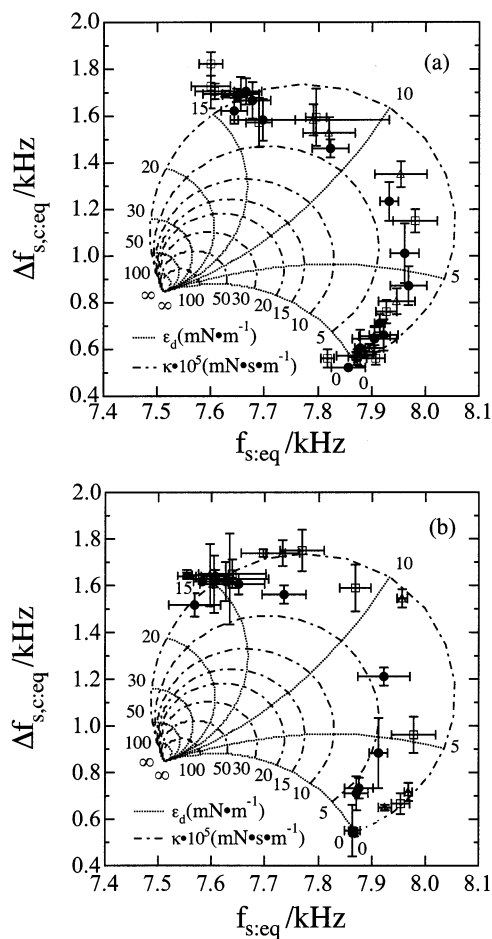 2.0
(a)
1.8
15
10
1.6
20
1.4
30
1.2
50
1.0
100
∞
5
0.8
∞ 100 50 30 20 15 10
εd(mN•m⁻¹)
5
0.6
κ•10⁵(mN•s•m⁻¹)
0 0
0.4
7.4 7.5 7.6 7.7 7.8 7.9 8.0 8.1
fs:eq /kHz
Δfs,c:eq/kHz
2.0
(b)
1.8
15
10
1.6
20
1.4
30
1.2
50
1.0
100
∞
5
0.8
∞ 100 50 30 20 15 10
εd(mN•m⁻¹)
5
0.6
κ•10⁵(mN•s•m⁻¹)
0 0
0.4
7.4 7.5 7.6 7.7 7.8 7.9 8.0 8.1
fs:eq /kHz
Δfs,c:eq/kHz